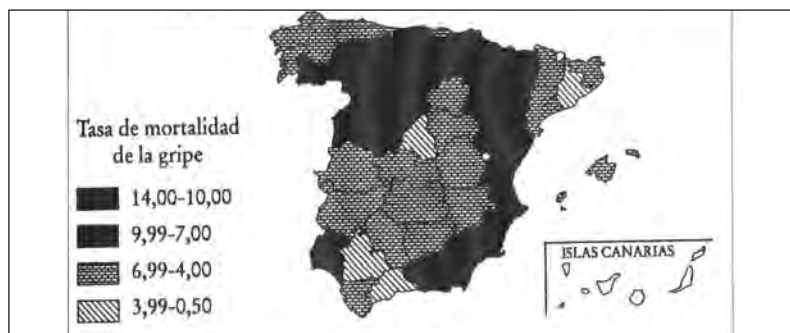 Tasa de mortalidad
de la gripe
14,00-10,00
9,99-7,00
6,99-4,00
3,99-0,50
ISLAS CANARIAS